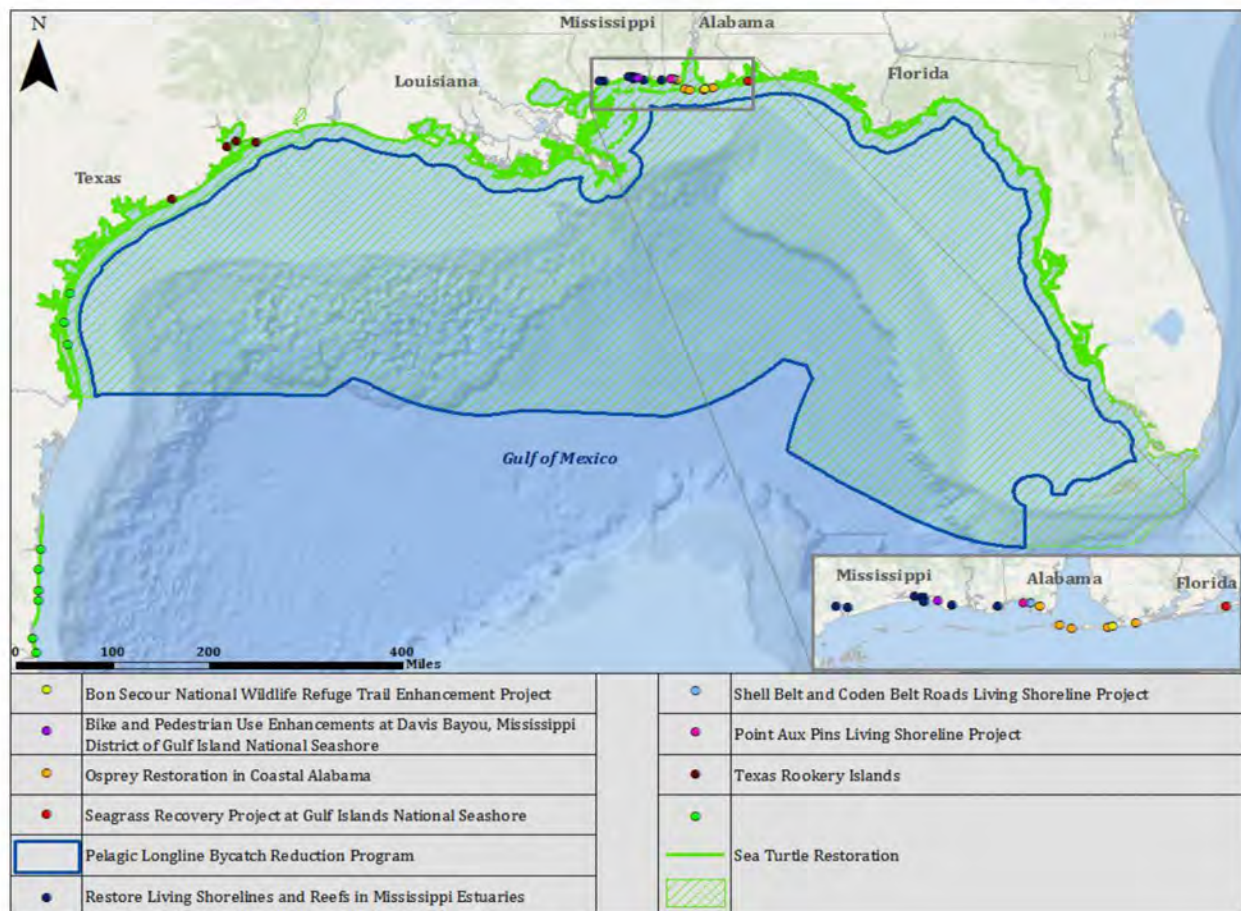 N
Mississippi
Alabama
Louisiana
Florida
Texas
Gulf of Mexico
Mississippi
Alabama
Florida
0
100
200
400
Miles
Bon Secour National Wildlife Refuge Trail Enhancement Project
Bike and Pedestrian Use Enhancements at Davis Bayou, Mississippi
District of Gulf Island National Seashore
Osprey Restoration in Coastal Alabama
Seagrass Recovery Project at Gulf Islands National Seashore
Pelagic Longline Bycatch Reduction Program
Restore Living Shorelines and Reefs in Mississippi Estuaries
Shell Belt and Coden Belt Roads Living Shoreline Project
Point Aux Pins Living Shoreline Project
Texas Rookery Islands
Sea Turtle Restoration